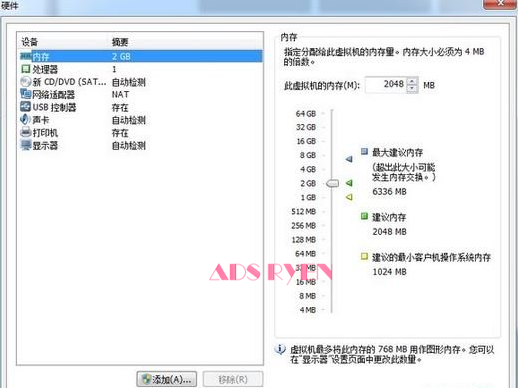 硬件
设备 摘要
内存 2 GB
处理器 1
新 CD/DVD (SAT... 自动检测
网络适配器 NAT
USB 控制器 存在
声卡 自动检测
打印机 存在
显示器 自动检测
内存
指定分配给此虚拟机的内存量。内存大小必须为 4 MB
的倍数。
此虚拟机的内存(M): 2048 MB
64 GB
32 GB
16 GB
8 GB
4 GB
2 GB
1 GB
512 MB
256 MB
128 MB
64 MB
32 MB
16 MB
8 MB
4 MB
最大建议内存
(超出此大小可能
发生内存交换。)
6336 MB
建议内存
2048 MB
建议的最小客户机操作系统内存
1024 MB
ADS RYEN
虚拟机最多将此内存的 768 MB 用作图形内存。您可以
在"显示器"设置页面中更改此数量。
添加(A)... 移除(R)